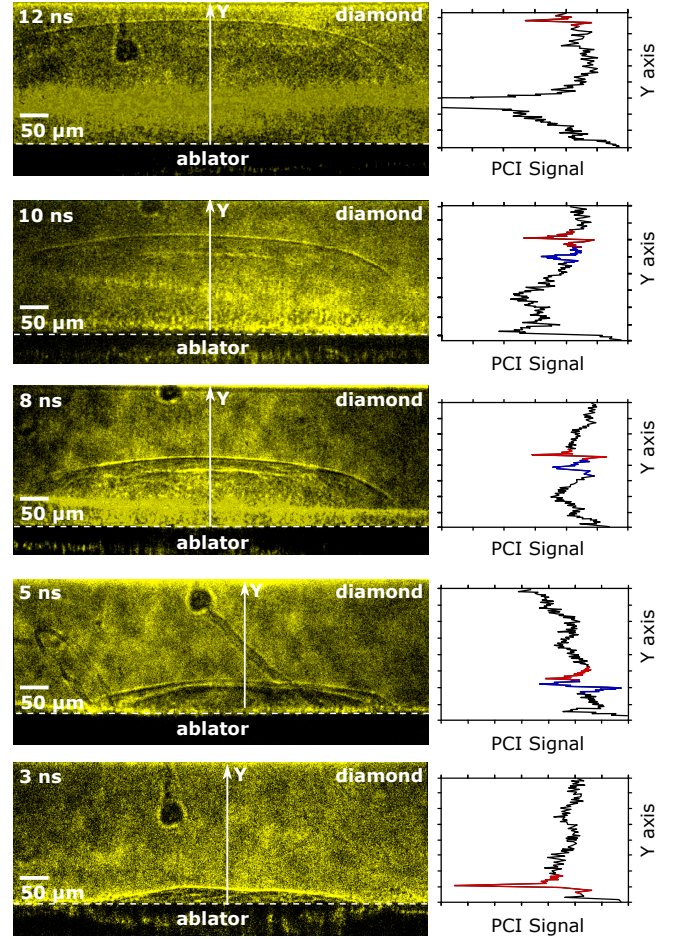 12 ns
Y
diamond
50 μm
ablator
Y axis
PCI Signal
10 ns
Y
diamond
50 μm
ablator
Y axis
PCI Signal
8 ns
Y
diamond
50 μm
ablator
Y axis
PCI Signal
5 ns
Y
diamond
50 μm
ablator
Y axis
PCI Signal
3 ns
Y
diamond
50 μm
ablator
Y axis
PCI Signal